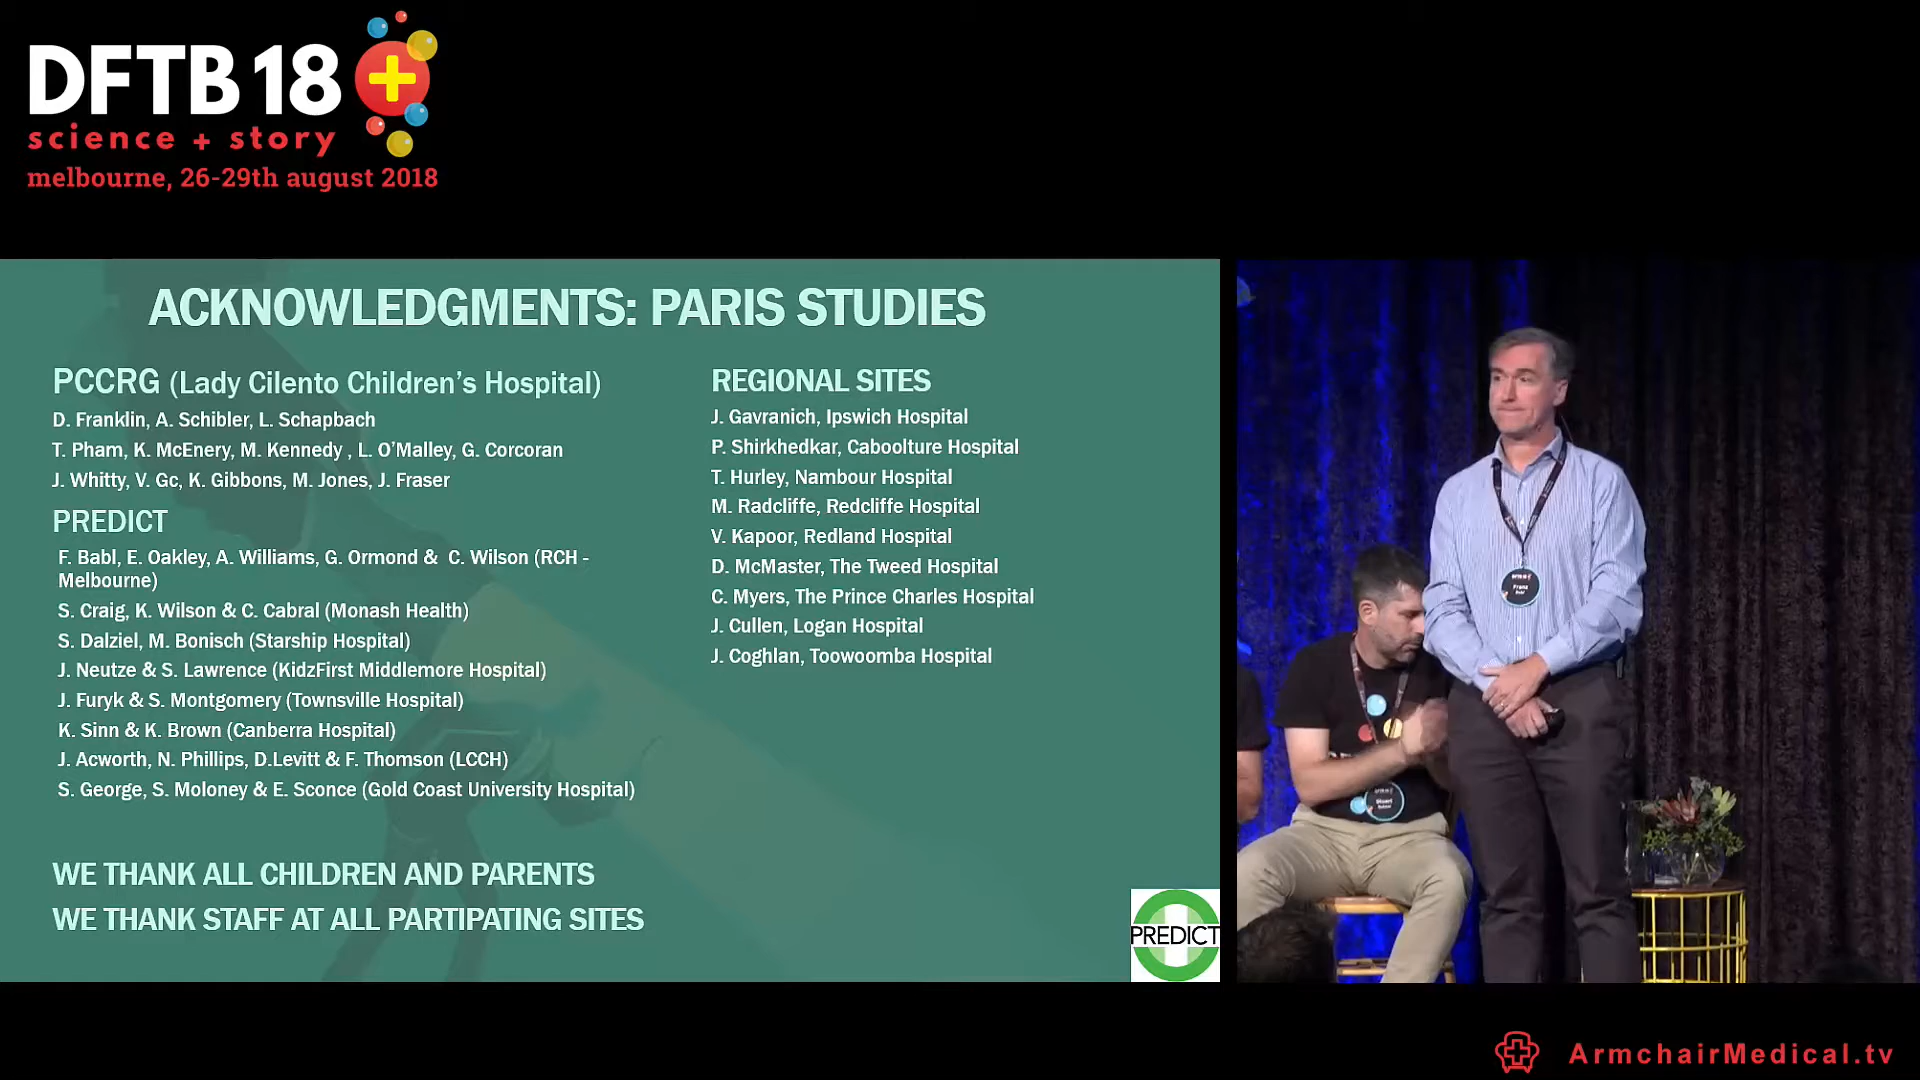 DFTB 18
science + story
melbourne, 26-29th august 2018
ACKNOWLEDGMENTS: PARIS STUDIES
PCCRG (Lady Cilento Children's Hospital)
D. Franklin, A. Schibler, L. Schapbach
T. Pham, K. McEnery, M. Kennedy , L. O'Malley, G. Corcoran
J. Whitty, V. Gc, K. Gibbons, M. Jones, J. Fraser
PREDICT
F. Babl, E. Oakley, A. Williams, G. Ormond & C. Wilson (RCH -
Melbourne)
S. Craig, K. Wilson & C. Cabral (Monash Health)
S. Dalziel, M. Bonisch (Starship Hospital)
J. Neutze & S. Lawrence (KidzFirst Middlemore Hospital)
J. Furyk & S. Montgomery (Townsville Hospital)
K. Sinn & K. Brown (Canberra Hospital)
J. Acworth, N. Phillips, D.Levitt & F. Thomson (LCCH)
S. George, S. Moloney & E. Sconce (Gold Coast University Hospital)
WE THANK ALL CHILDREN AND PARENTS
WE THANK STAFF AT ALL PARTIPATING SITES
REGIONAL SITES
J. Gavranich, Ipswich Hospital
P. Shirkhedkar, Caboolture Hospital
T. Hurley, Nambour Hospital
M. Radcliffe, Redcliffe Hospital
V. Kapoor, Redland Hospital
D. McMaster, The Tweed Hospital
C. Myers, The Prince Charles Hospital
J. Cullen, Logan Hospital
J. Coghlan, Toowoomba Hospital
PREDICT
Franz
Stuart
ArmchairMedical.tv